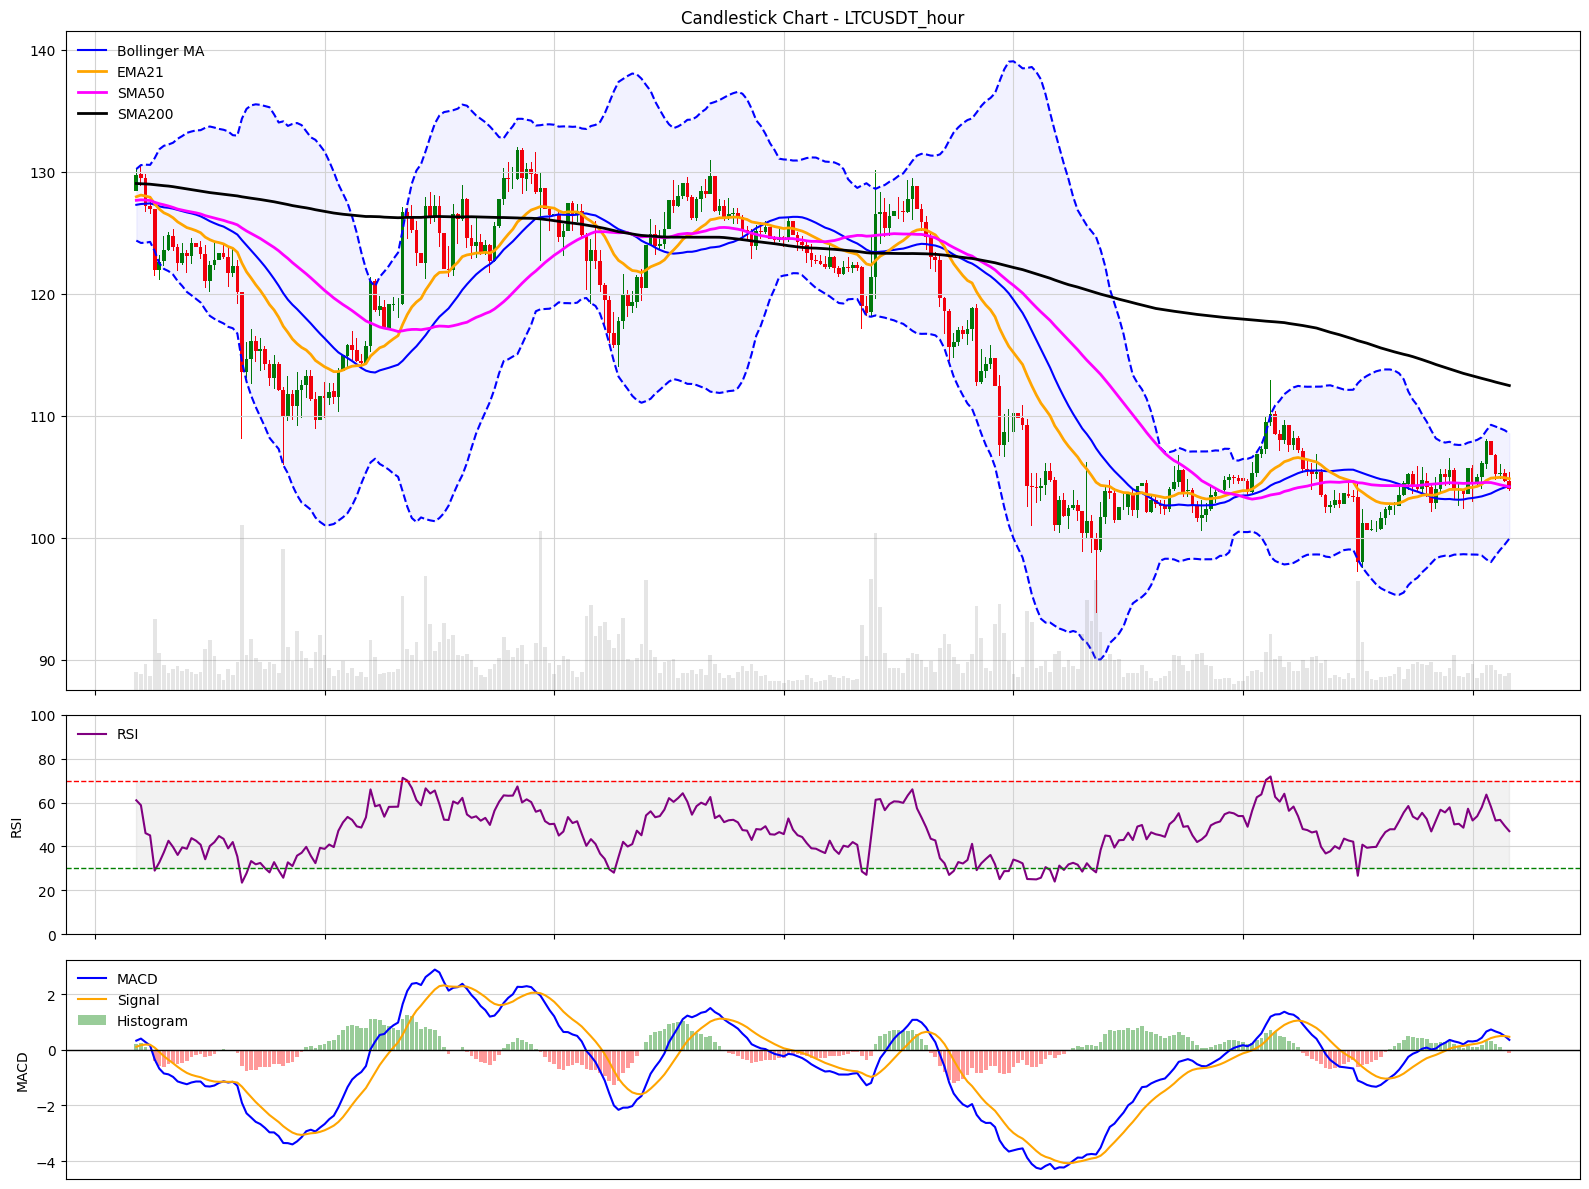 Candlestick Chart - LTCUSDT_hour
140
130
120
110
100
90
Bollinger MA
EMA21
SMA50
SMA200
100
80
60
40
20
0
RSI
RSI
2
0
−2
−4
MACD
MACD
Signal
Histogram